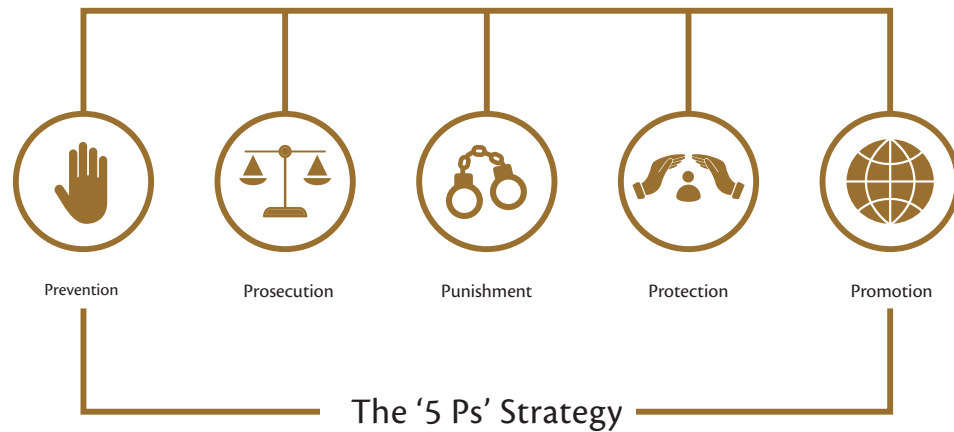 Prevention
Prosecution
Punishment
Protection
Promotion
The ‘5 Ps’ Strategy